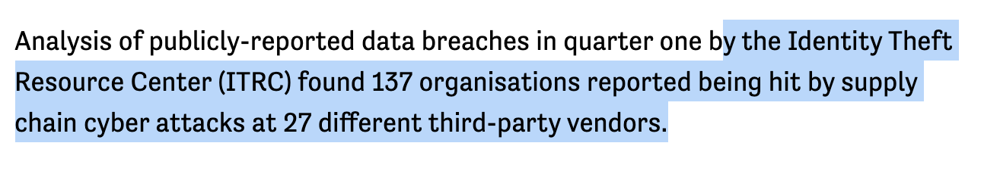 Analysis of publicly-reported data breaches in quarter one by the Identity Theft
Resource Center (ITRC) found 137 organisations reported being hit by supply
chain cyber attacks at 27 different third-party vendors.